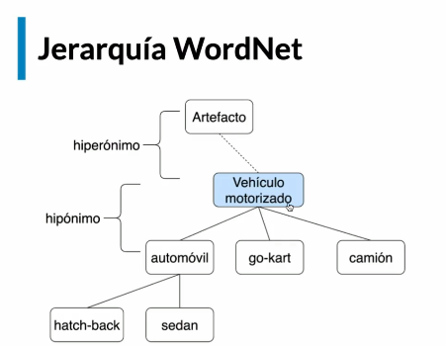 Jerarquía WordNet
Artefacto
hiperónimo
Vehículo
motorizado
hipónimo
automóvil
go-kart
camión
hatch-back
sedan